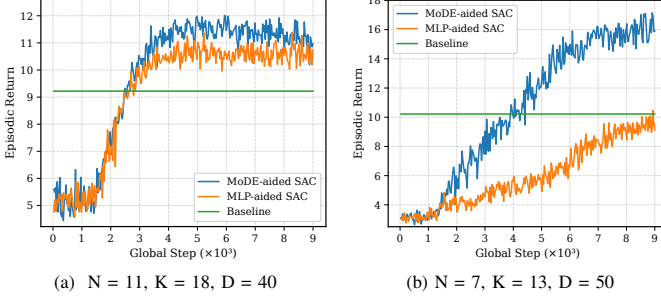 12
11
10
9
8
7
6
5
Episodic Return
MoDE-aided SAC
MLP-aided SAC
Baseline
0 1 2 3 4 5 6 7 8 9
Global Step (×10³)
(a) N = 11, K = 18, D = 40
18
16
14
12
10
8
6
4
Episodic Return
MoDE-aided SAC
MLP-aided SAC
Baseline
0 1 2 3 4 5 6 7 8 9
Global Step (×10³)
(b) N = 7, K = 13, D = 50